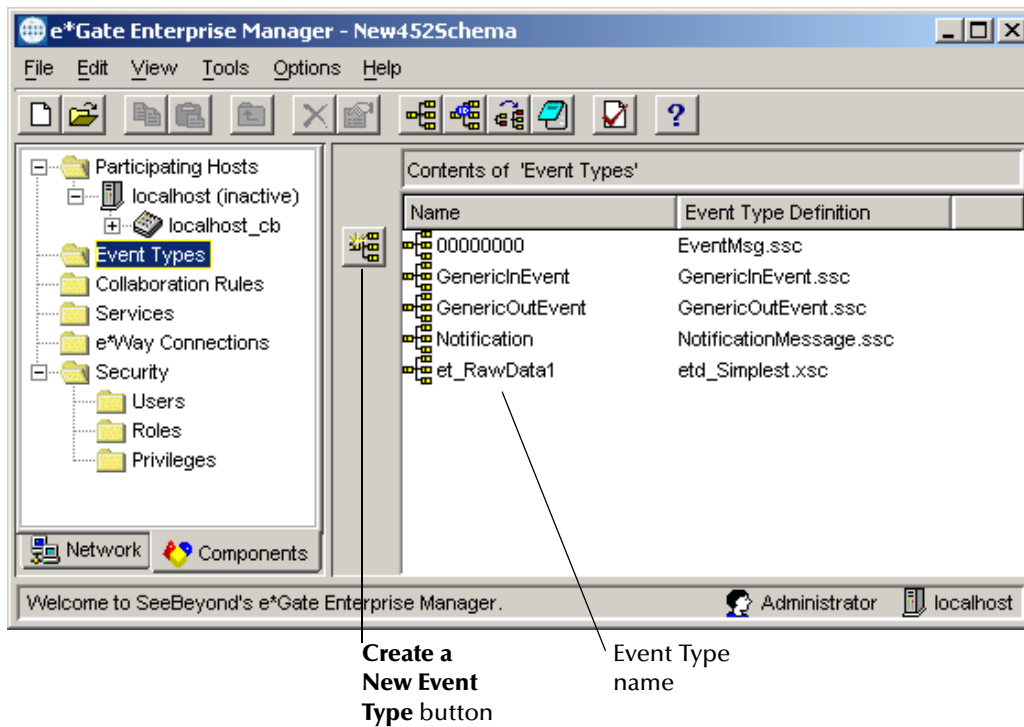 e*Gate Enterprise Manager - New452Schema
File Edit View Tools Options Help
Participating Hosts
localhost (inactive)
localhost_cb
Event Types
Collaboration Rules
Services
e*Way Connections
Security
Users
Roles
Privileges
Network
Components
Contents of 'Event Types'
Name Event Type Definition
00000000 EventMsg.ssc
GenericInEvent GenericInEvent.ssc
GenericOutEvent GenericOutEvent.ssc
Notification NotificationMessage.ssc
et_RawData1 etd_Simplest.xsc
Welcome to SeeBeyond's e*Gate Enterprise Manager. Administrator localhost
Create a
New Event
Type button
Event Type
name